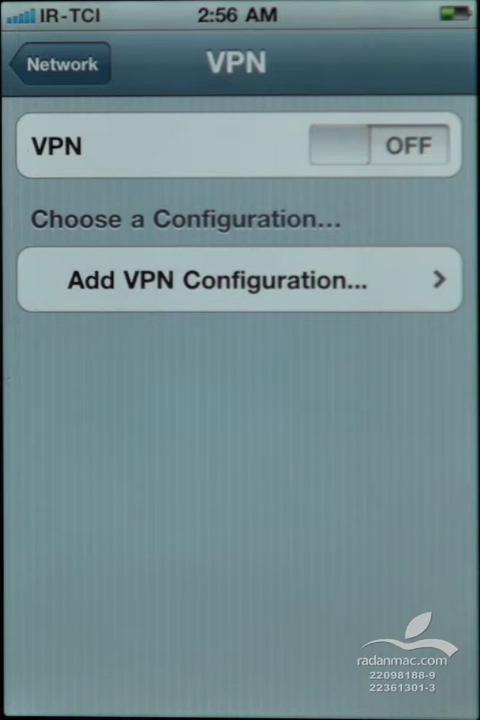 IR-TCI 2:56 AM
Network VPN
VPN OFF
Choose a Configuration...
Add VPN Configuration...
radanmac.com
22098188-9
22361301-3